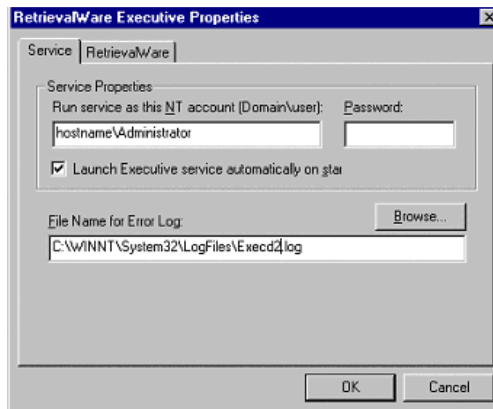 RetrievalWare Executive Properties
Service RetrievalWare
Service Properties
Run service as this NT account (Domain\user): Password:
hostname\Administrator
Launch Executive service automatically on star
File Name for Error Log: Browse...
C:\WINNT\System32\LogFiles\Execd2.log
OK Cancel